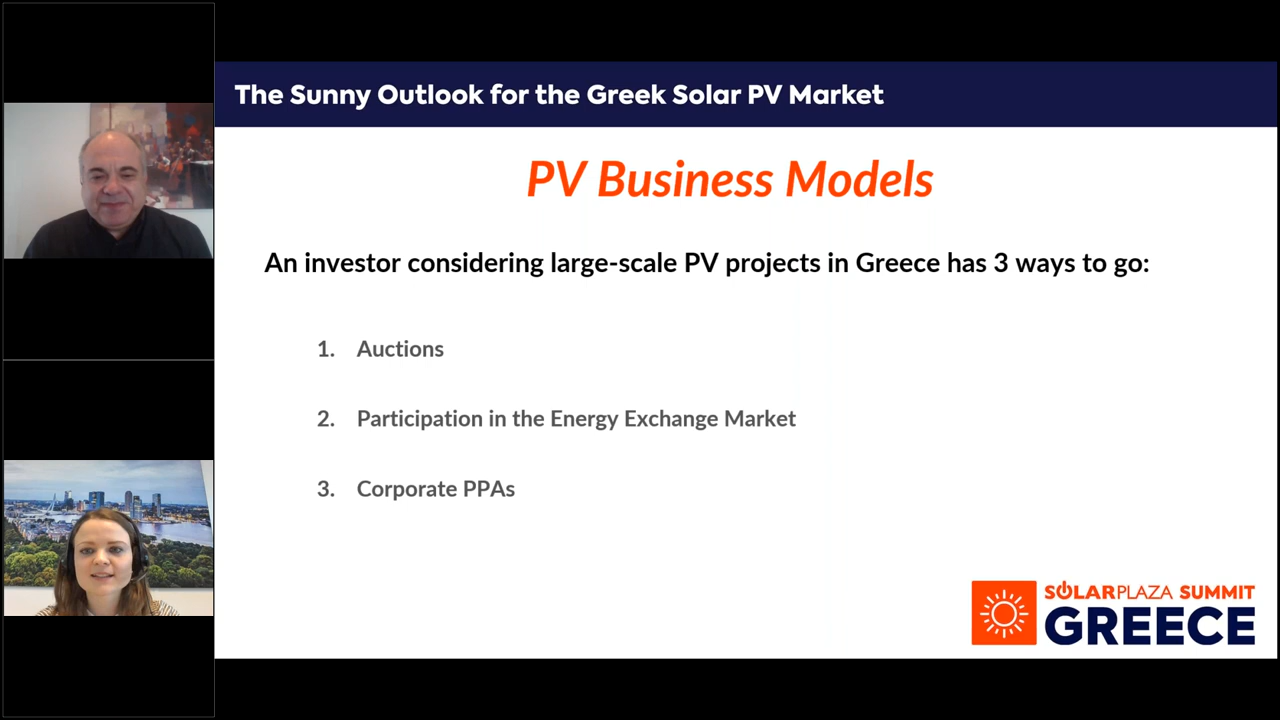 The Sunny Outlook for the Greek Solar PV Market
PV Business Models
An investor considering large-scale PV projects in Greece has 3 ways to go:
1. Auctions
2. Participation in the Energy Exchange Market
3. Corporate PPAs
SOLARPLAZA SUMMIT
GREECE